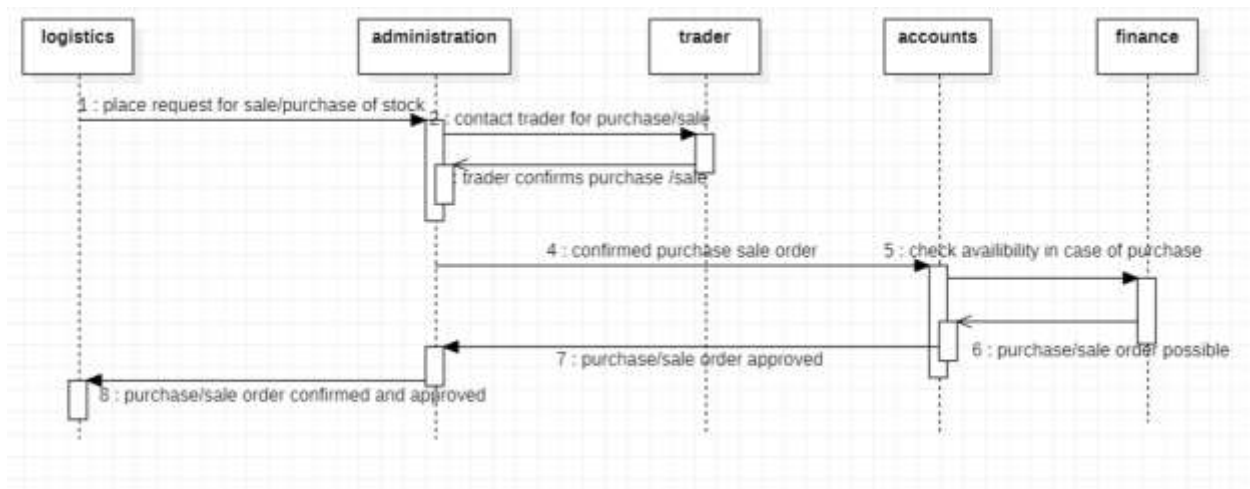 logistics
administration
trader
accounts
finance
1 : place request for sale/purchase of stock
2 : contact trader for purchase/sale
: trader confirms purchase /sale
4 : confirmed purchase sale order
5 : check availibility in case of purchase
6 : purchase/sale order possible
7 : purchase/sale order approved
8 : purchase/sale order confirmed and approved